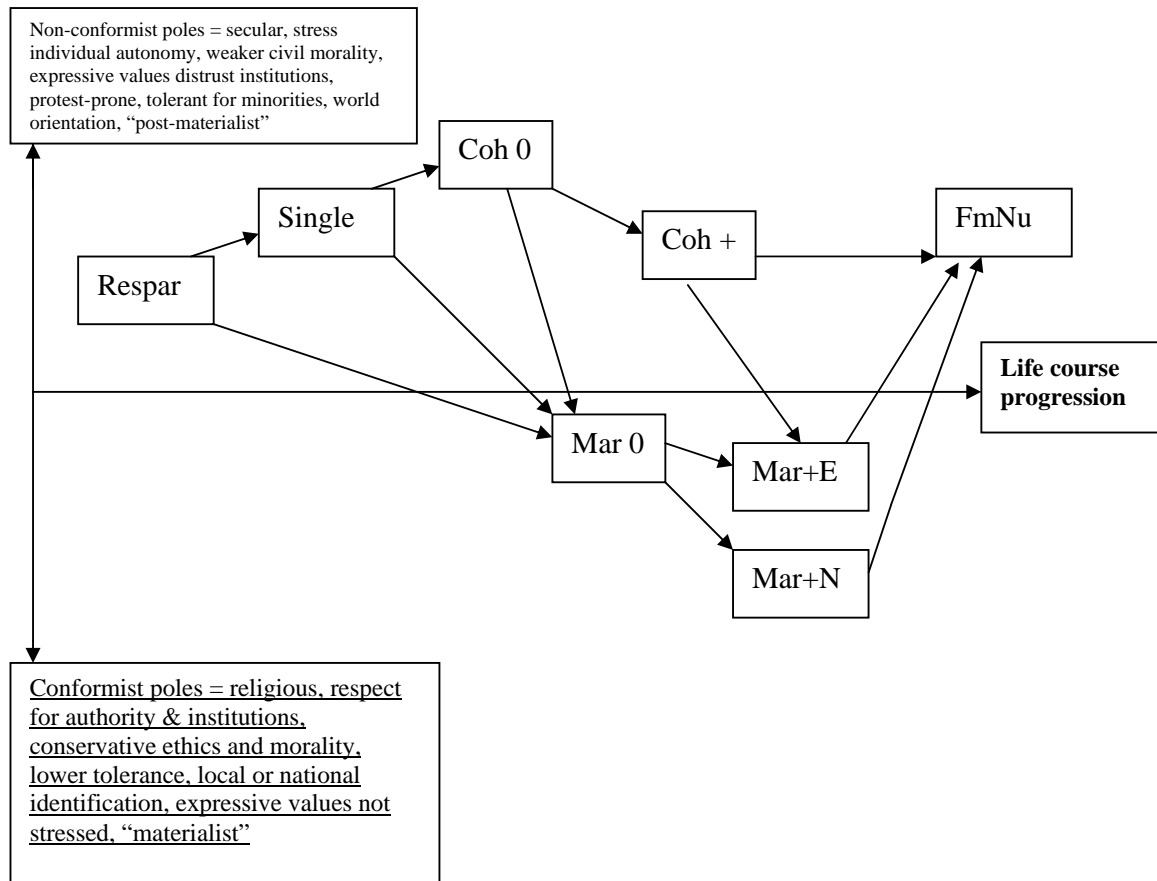 Non-conformist poles = secular, stress
individual autonomy, weaker civil morality,
expressive values distrust institutions,
protest-prone, tolerant for minorities, world
orientation, “post-materialist”
Coh 0
Single
Coh +
FmNu
Respar
Life course
progression
Mar 0
Mar+E
Mar+N
Conformist poles = religious, respect
for authority & institutions,
conservative ethics and morality,
lower tolerance, local or national
identification, expressive values not
stressed, “materialist”